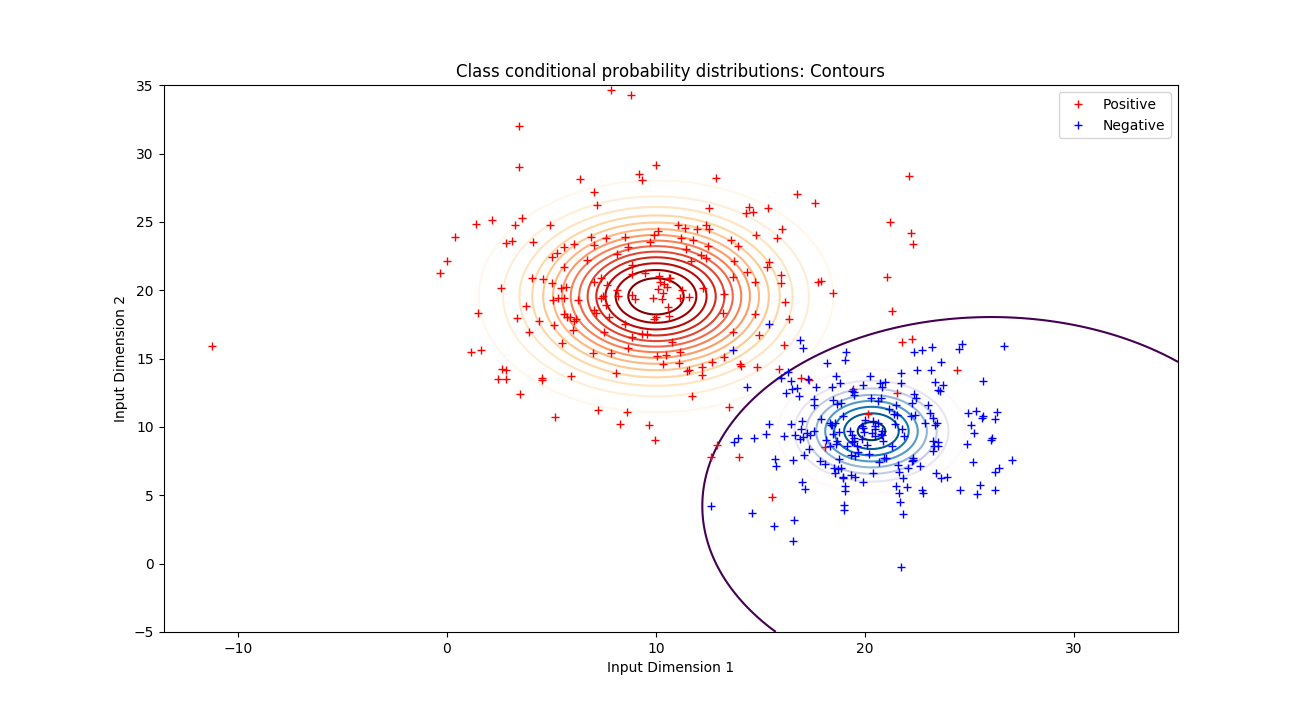 Class conditional probability distributions: Contours
Positive
Negative
35
30
25
20
15
10
5
0
−5
Input Dimension 2
−10
0
10
20
30
Input Dimension 1